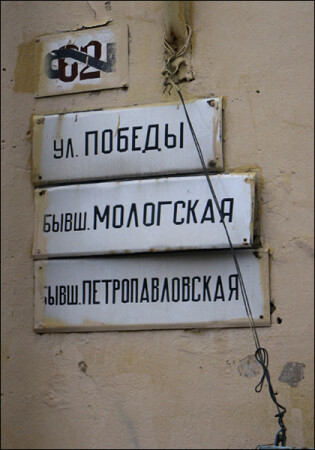 62
УЛ. ПОБЕДЫ
БЫВШ. МОЛОГСКАЯ
БЫВШ. ПЕТРОПАВЛОВСКАЯ